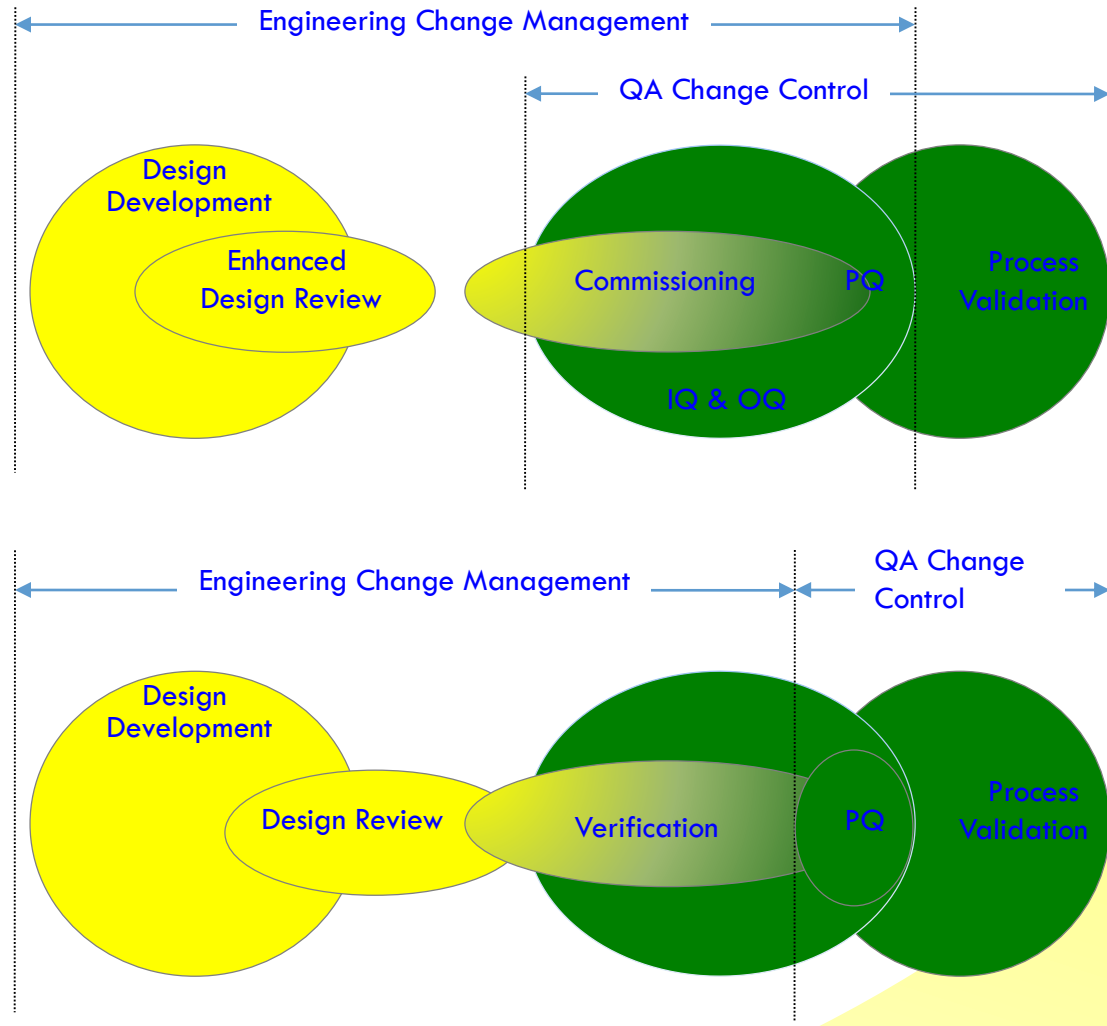 Engineering Change Management
QA Change Control
Design
Development
Enhanced
Design Review
Commissioning
PQ
Process
Validation
IQ & OQ
Engineering Change Management
QA Change
Control
Design
Development
Design Review
Verification
PQ
Process
Validation